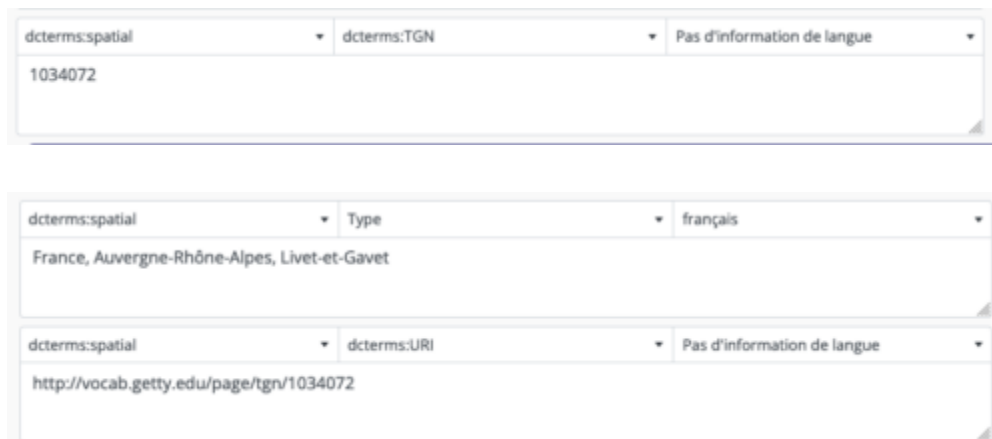 dcterms:spatial dcterms:TGN Pas d'information de langue
1034072
dcterms:spatial Type français
France, Auvergne-Rhône-Alpes, Livet-et-Gavet
dcterms:spatial dcterms:URI Pas d'information de langue
http://vocab.getty.edu/page/tgn/1034072